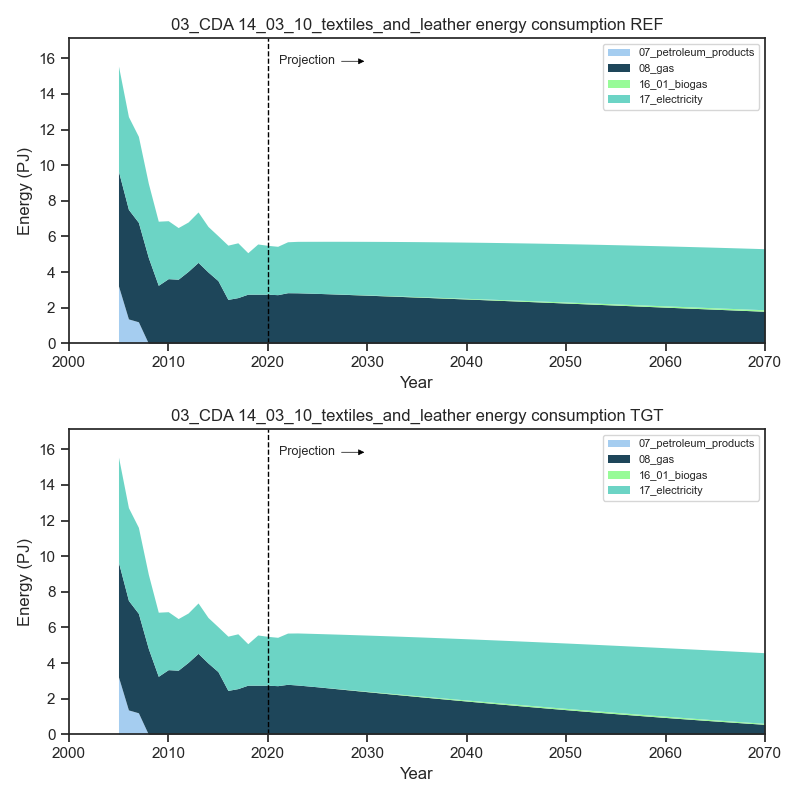 03_CDA 14_03_10_textiles_and_leather energy consumption REF
Energy (PJ)
16
14
12
10
8
6
4
2
0
Projection
07_petroleum_products
08_gas
16_01_biogas
17_electricity
2000 2010 2020 2030 2040 2050 2060 2070
Year
03_CDA 14_03_10_textiles_and_leather energy consumption TGT
Energy (PJ)
16
14
12
10
8
6
4
2
0
Projection
07_petroleum_products
08_gas
16_01_biogas
17_electricity
2000 2010 2020 2030 2040 2050 2060 2070
Year